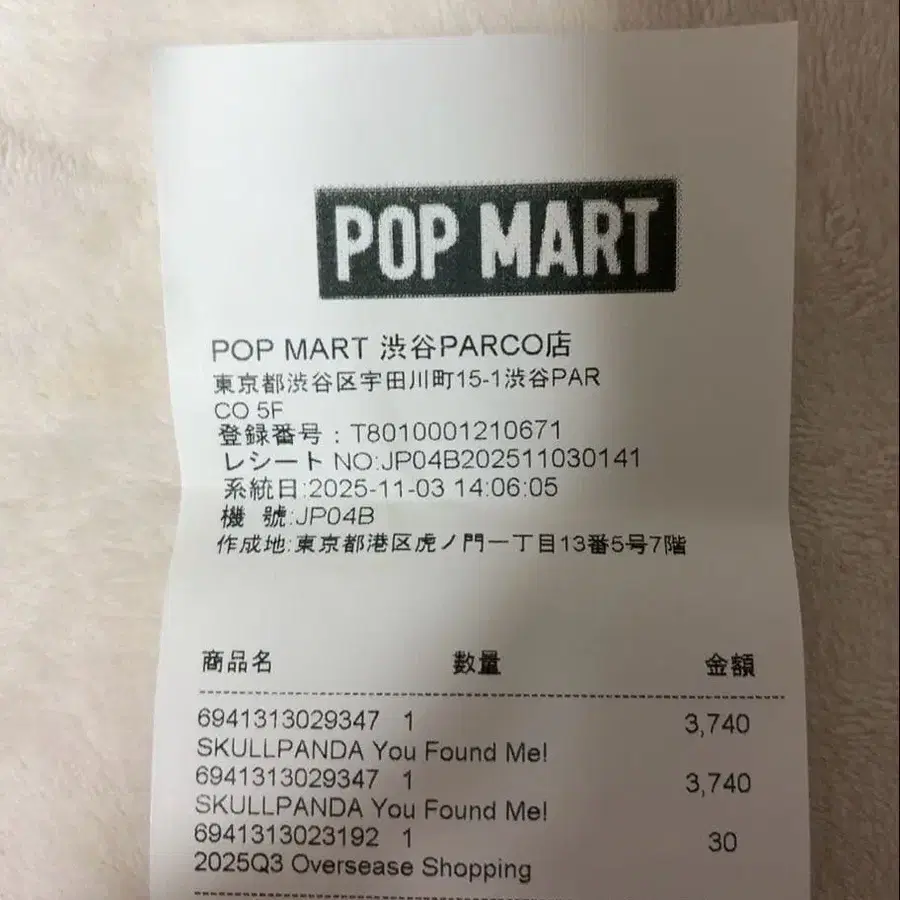 POP MART
POP MART 渋谷PARCO店
東京都渋谷区宇田川町15-1渋谷PAR
CO 5F
登録番号：T8010001210671
レシート NO:JP04B202511030141
系統日:2025-11-03 14:06:05
機 號:JP04B
作成地:東京都港区虎ノ門一丁目13番5号7階
商品名 数量 金額
6941313029347 1 3,740
SKULLPANDA You Found Me!
6941313029347 1 3,740
SKULLPANDA You Found Me!
6941313023192 1 30
2025Q3 Oversease Shopping